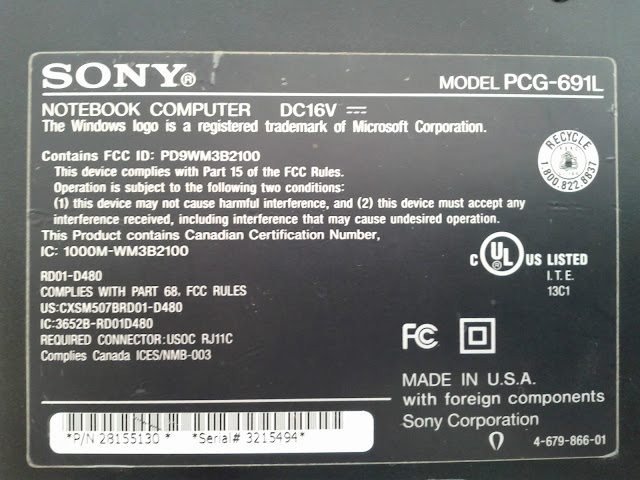 SONY®
MODEL PCG-691L
NOTEBOOK COMPUTER DC16V
The Windows logo is a registered trademark of Microsoft Corporation.
Contains FCC ID: PD9WM3B2100
This device complies with Part 15 of the FCC Rules.
Operation is subject to the following two conditions:
(1) this device may not cause harmful interference, and (2) this device must accept any
interference received, including interference that may cause undesired operation.
This Product contains Canadian Certification Number,
IC: 1000M-WM3B2100
RECYCLE
1.800.822.8837
RD01-D480
COMPLIES WITH PART 68, FCC RULES
US:CXSM507BRD01-D480
IC:3652B-RD01D480
REQUIRED CONNECTOR:USOC RJ11C
Complies Canada ICES/NMB-003
C UL® US LISTED
I.T.E.
13C1
FC
MADE IN U.S.A.
with foreign components
Sony Corporation
4-679-866-01
*P/N 28155130 * *Serial# 3215494*